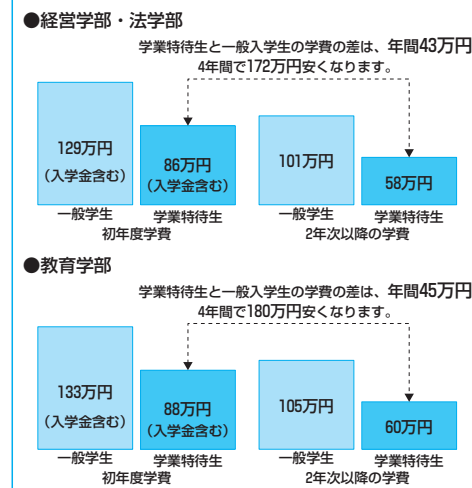 ●経営学部・法学部
学業特待生と一般入学生の学費の差は、年間43万円
4年間で172万円安くなります。
129万円
（入学金含む）
86万円
（入学金含む）
101万円
58万円
一般学生 学業特待生 一般学生 学業特待生
初年度学費 2年次以降の学費
●教育学部
学業特待生と一般入学生の学費の差は、年間45万円
4年間で180万円安くなります。
133万円
（入学金含む）
88万円
（入学金含む）
105万円
60万円
一般学生 学業特待生 一般学生 学業特待生
初年度学費 2年次以降の学費